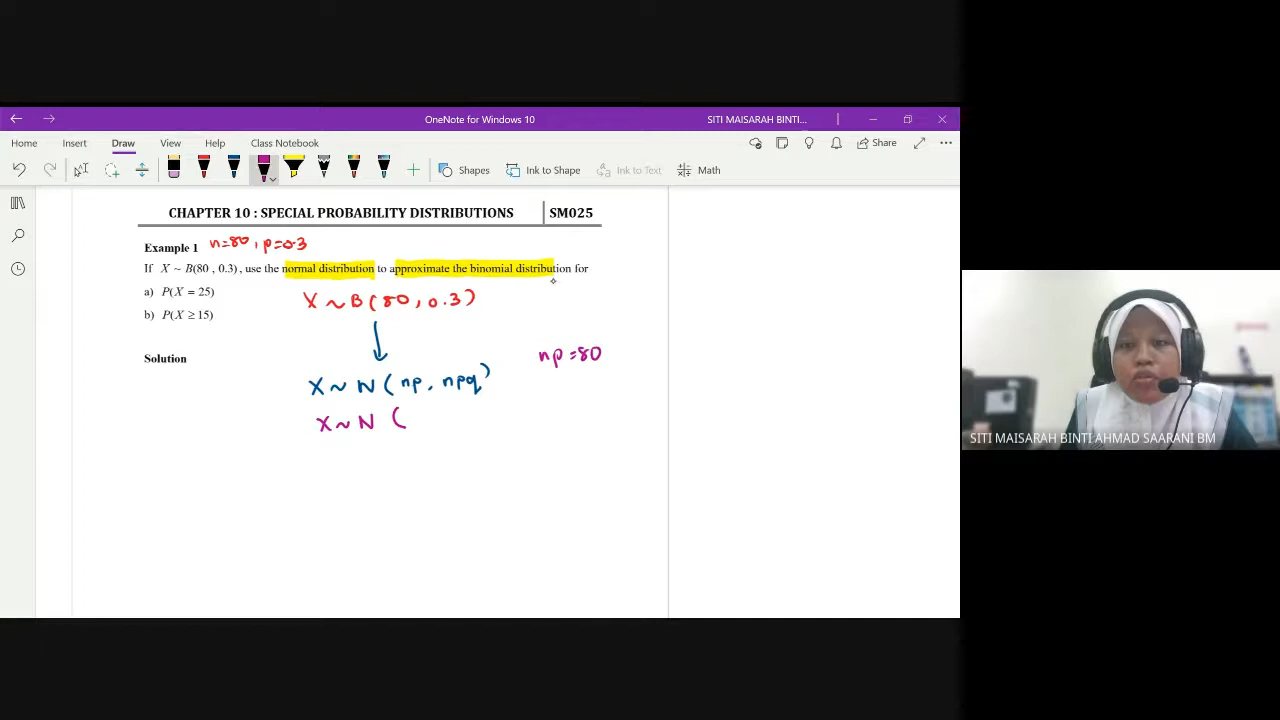 OneNote for Windows 10
SITI MAISARAH BINTI...
Home Insert Draw View Help Class Notebook
Share
Shapes Ink to Shape Ink to Text Math
CHAPTER 10 : SPECIAL PROBABILITY DISTRIBUTIONS SM025
Example 1 n=80, p=0.3
If X ~ B(80 , 0.3), use the normal distribution to approximate the binomial distribution for
a) P(X = 25)
X ~ B(80, 0.3)
b) P(X ≥ 15)
Solution
np = 80
X ~ N(np, npq)
X ~ N (
SITI MAISARAH BINTI AHMAD SAARANI BM